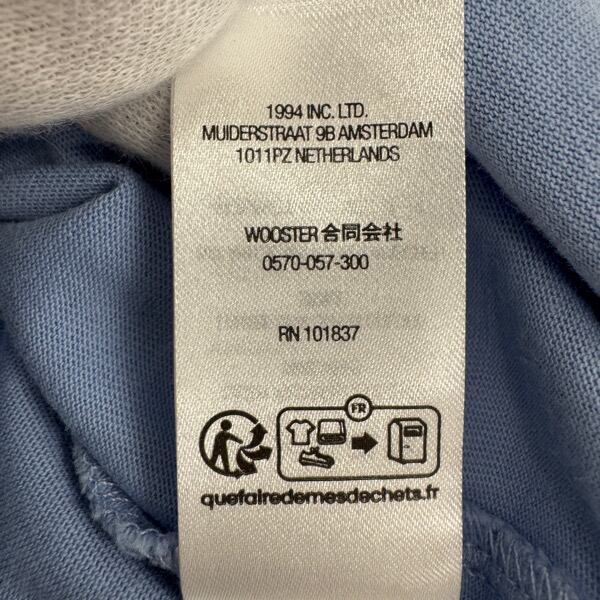 1994 INC. LTD.
MUIDERSTRAAT 9B AMSTERDAM
1011PZ NETHERLANDS
WOOSTER 合同会社
0570-057-300
RN 101837
FR
quefairedemesdechets.fr